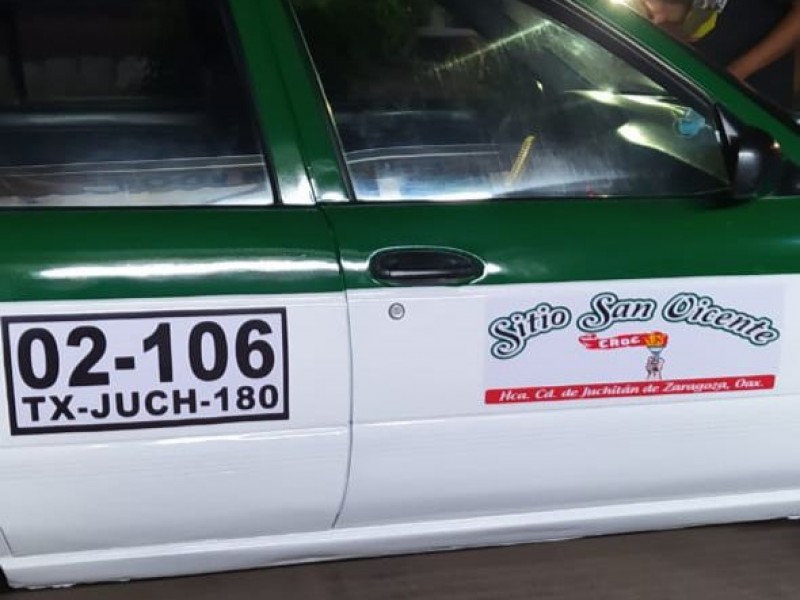 02-106
TX-JUCH-180
Sitio San Vicente
CROC
Hca. Cd. de Juchitán de Zaragoza, Oax.